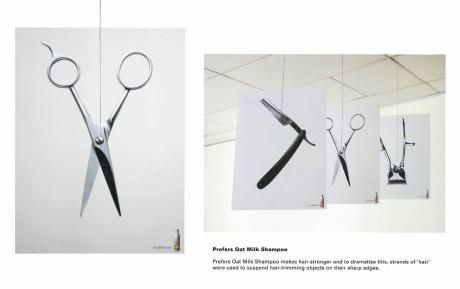 Prefers Oat Milk Shampoo
Prefers Oat Milk Shampoo makes hair stronger and to dramatise this, strands of 'hair'
were used to suspend hair-trimming objects on their sharp edges.